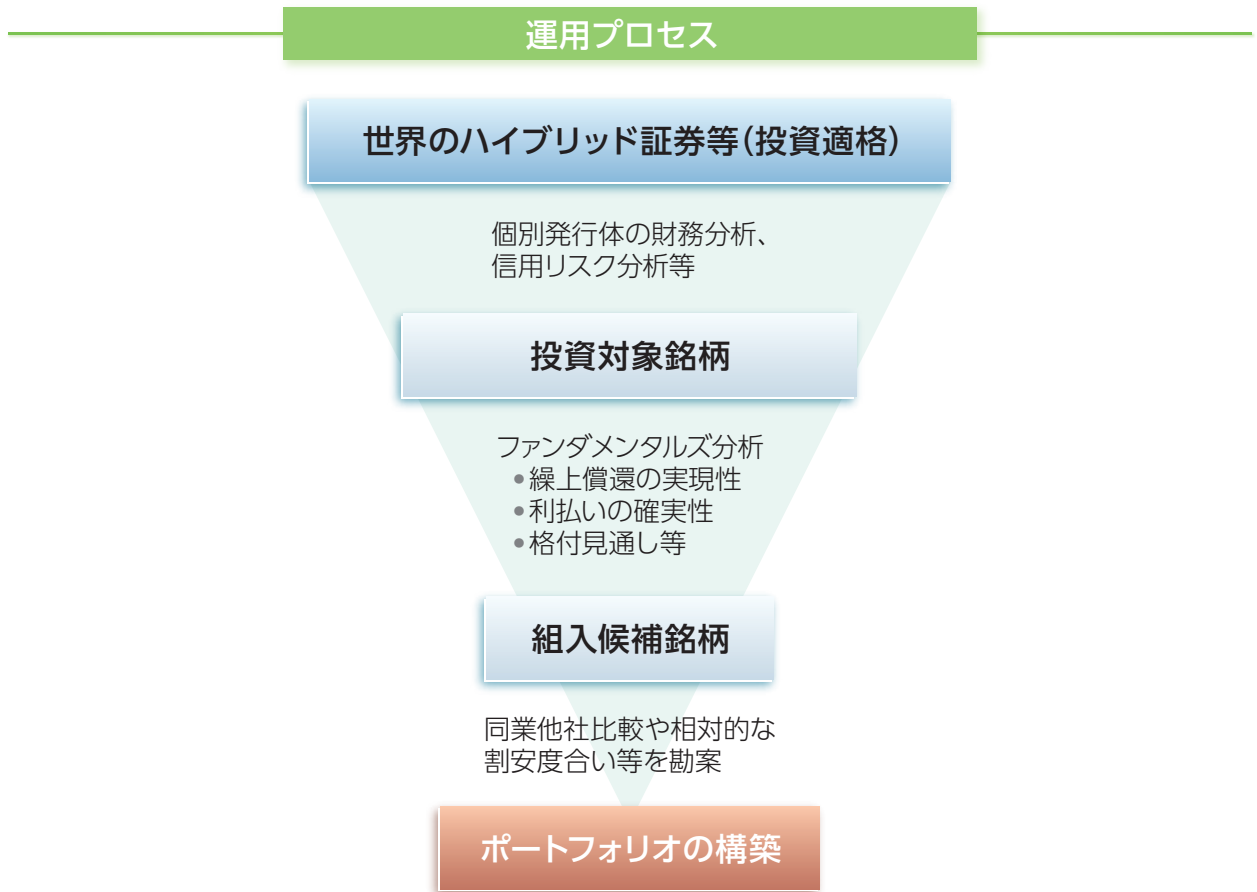 運用プロセス
世界のハイブリッド証券等(投資適格)
個別発行体の財務分析、
信用リスク分析等
投資対象銘柄
ファンダメンタルズ分析
●繰上償還の実現性
●利払いの確実性
●格付見通し等
組入候補銘柄
同業他社比較や相対的な
割安度合い等を勘案
ポートフォリオの構築